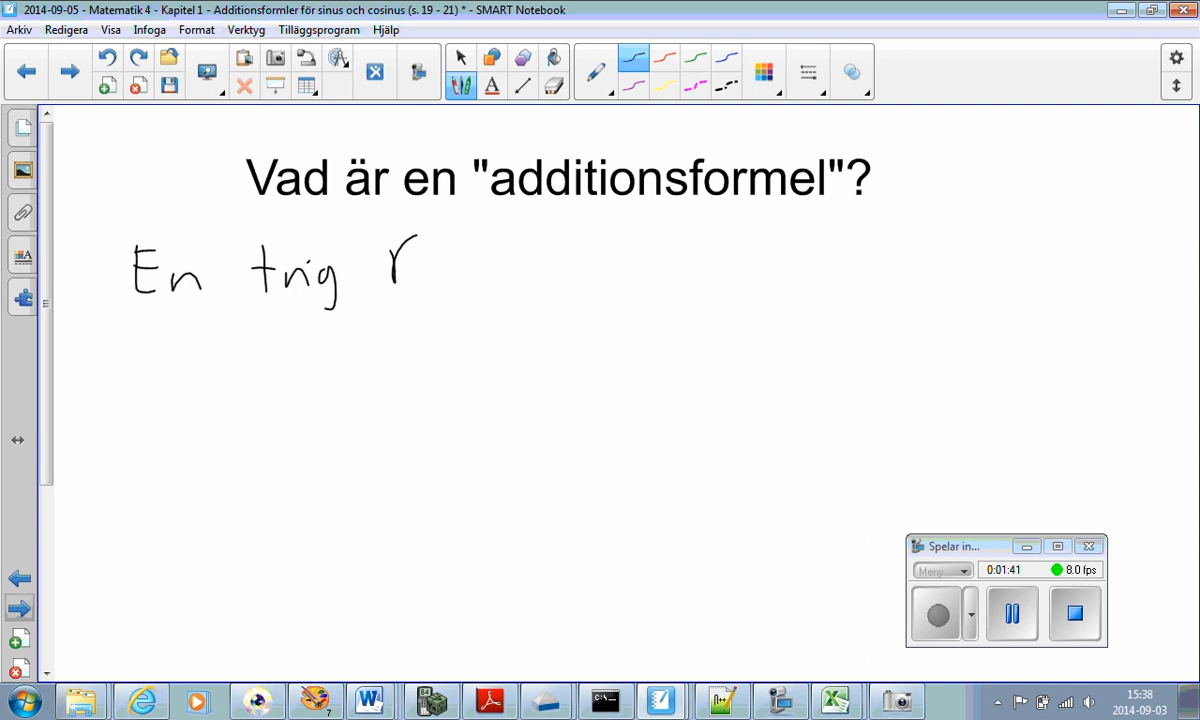 2014-09-05 - Matematik 4 - Kapitel 1 - Additionsformler för sinus och cosinus (s. 19 - 21) * - SMART Notebook
Arkiv Redigera Visa Infoga Format Verktyg Tilläggsprogram Hjälp
Vad är en "additionsformel"?
En trig r
Spelar in...
Meny 0:01:41 8.0 fps
15:38
2014-09-03